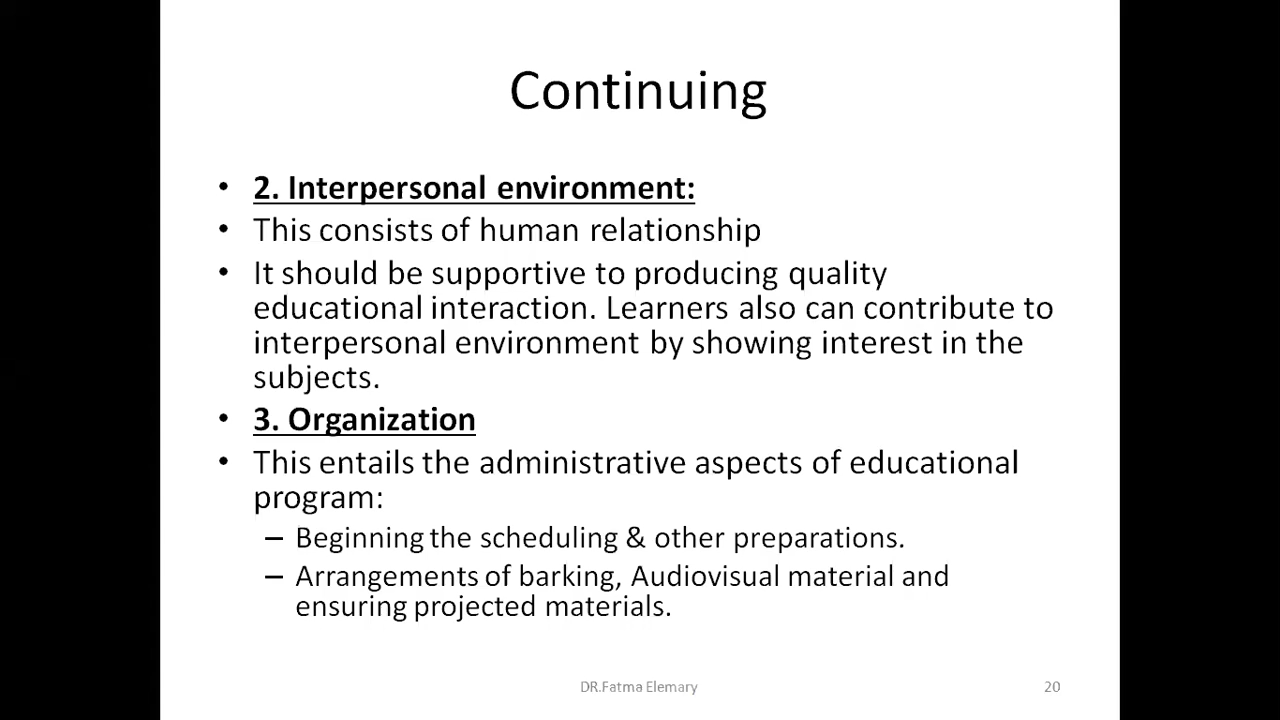 Continuing
• 2. Interpersonal environment:
• This consists of human relationship
• It should be supportive to producing quality
educational interaction. Learners also can contribute to
interpersonal environment by showing interest in the
subjects.
• 3. Organization
• This entails the administrative aspects of educational
program:
– Beginning the scheduling & other preparations.
– Arrangements of barking, Audiovisual material and
ensuring projected materials.
DR.Fatma Elemary
20